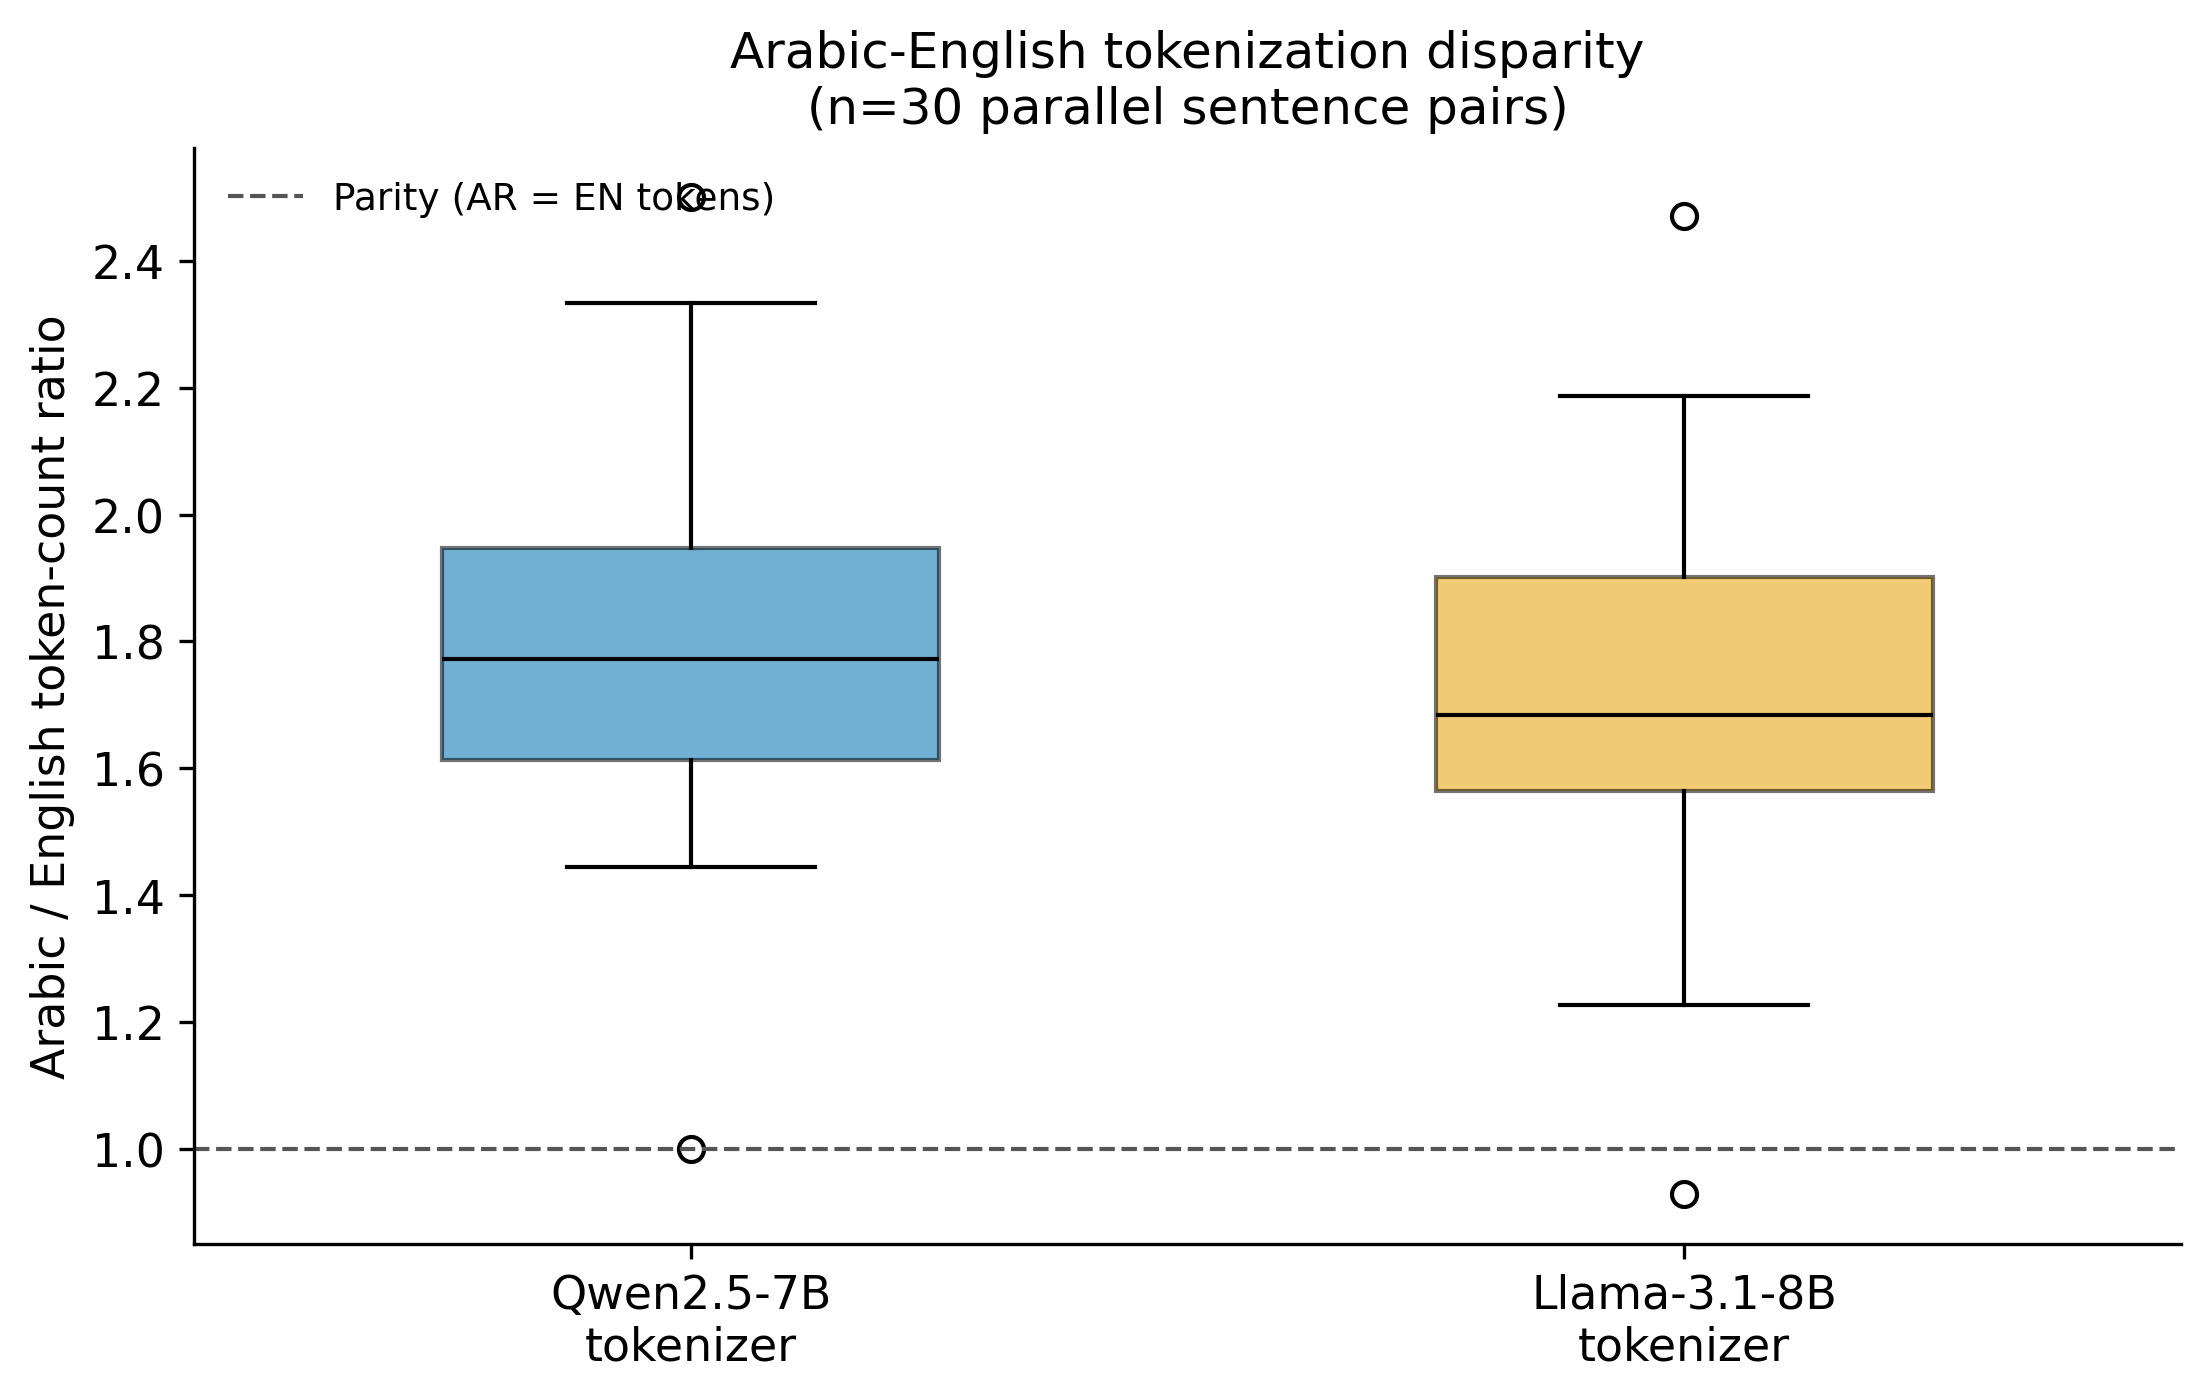 Arabic-English tokenization disparity
(n=30 parallel sentence pairs)
Parity (AR = EN tokens)
Arabic / English token-count ratio
2.4
2.2
2.0
1.8
1.6
1.4
1.2
1.0
Qwen2.5-7B
tokenizer
Llama-3.1-8B
tokenizer